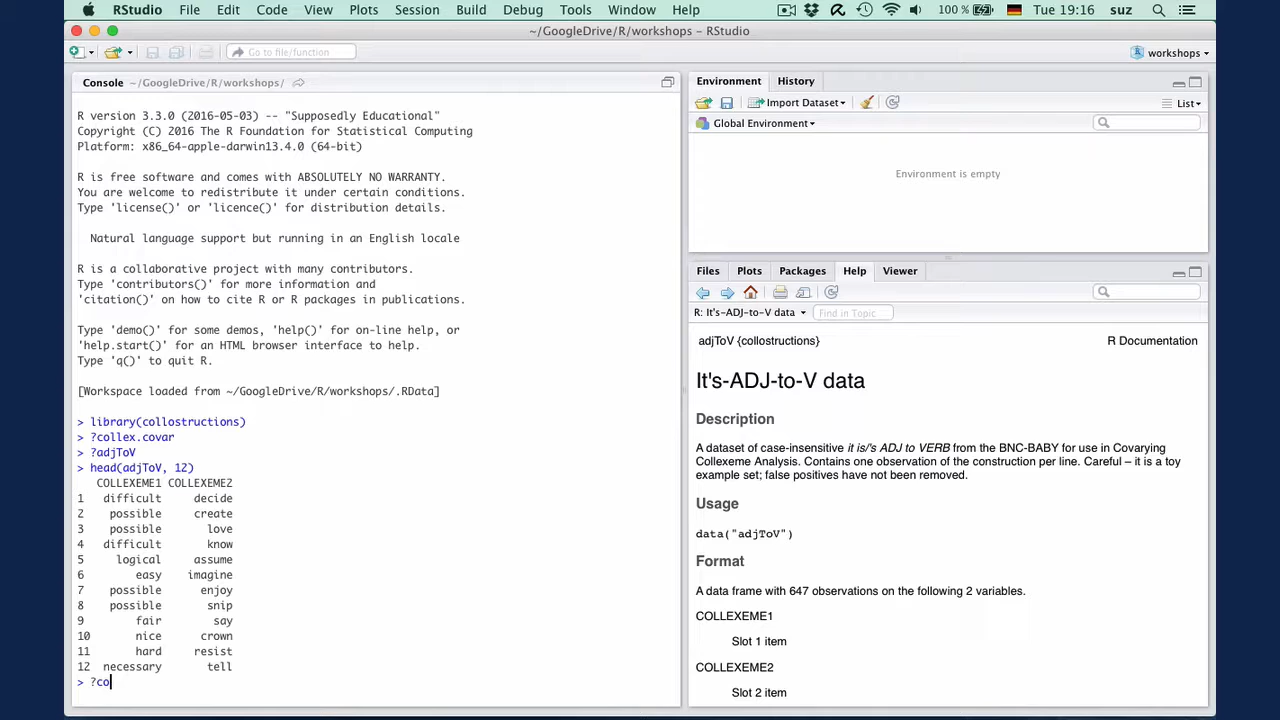 RStudio File Edit Code View Plots Session Build Debug Tools Window Help 100 % Tue 19:16 suz
~/GoogleDrive/R/workshops – RStudio
Go to file/function
workshops
Console ~/GoogleDrive/R/workshops/
R version 3.3.0 (2016-05-03) -- "Supposedly Educational"
Copyright (C) 2016 The R Foundation for Statistical Computing
Platform: x86_64-apple-darwin13.4.0 (64-bit)
R is free software and comes with ABSOLUTELY NO WARRANTY.
You are welcome to redistribute it under certain conditions.
Type 'license()' or 'licence()' for distribution details.
Natural language support but running in an English locale
R is a collaborative project with many contributors.
Type 'contributors()' for more information and
'citation()' on how to cite R or R packages in publications.
Type 'demo()' for some demos, 'help()' for on-line help, or
'help.start()' for an HTML browser interface to help.
Type 'q()' to quit R.
[Workspace loaded from ~/GoogleDrive/R/workshops/.RData]
> library(collostructions)
> ?collex.covar
> ?adjToV
> head(adjToV, 12)
COLLEXEME1 COLLEXEME2
1 difficult decide
2 possible create
3 possible love
4 difficult know
5 logical assume
6 easy imagine
7 possible enjoy
8 possible snip
9 fair say
10 nice crown
11 hard resist
12 necessary tell
> ?co
Environment History
Import Dataset List
Global Environment
Environment is empty
Files Plots Packages Help Viewer
R: It's-ADJ-to-V data Find in Topic
adjToV {collostructions} R Documentation
It's-ADJ-to-V data
Description
A dataset of case-insensitive it is/'s ADJ to VERB from the BNC-BABY for use in Covarying
Collexeme Analysis. Contains one observation of the construction per line. Careful – it is a toy
example set; false positives have not been removed.
Usage
data("adjToV")
Format
A data frame with 647 observations on the following 2 variables.
COLLEXEME1
Slot 1 item
COLLEXEME2
Slot 2 item